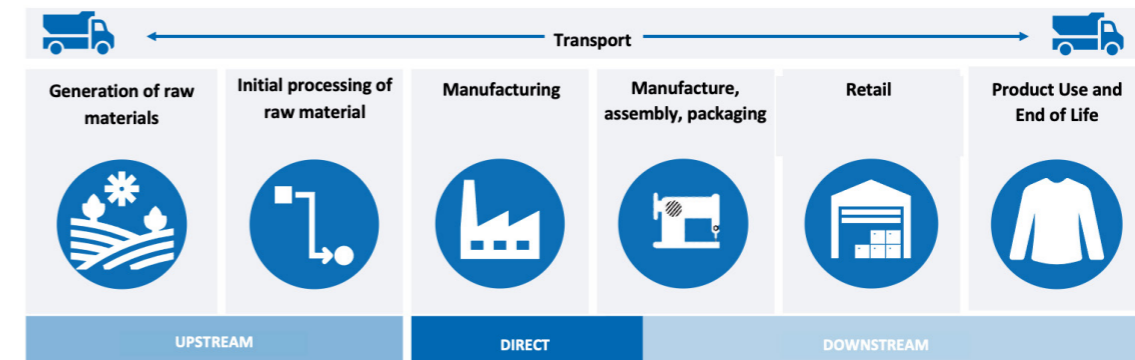 Transport
Generation of raw
materials
Initial processing of
raw material
Manufacturing
Manufacture,
assembly, packaging
Retail
Product Use and
End of Life
UPSTREAM
DIRECT
DOWNSTREAM